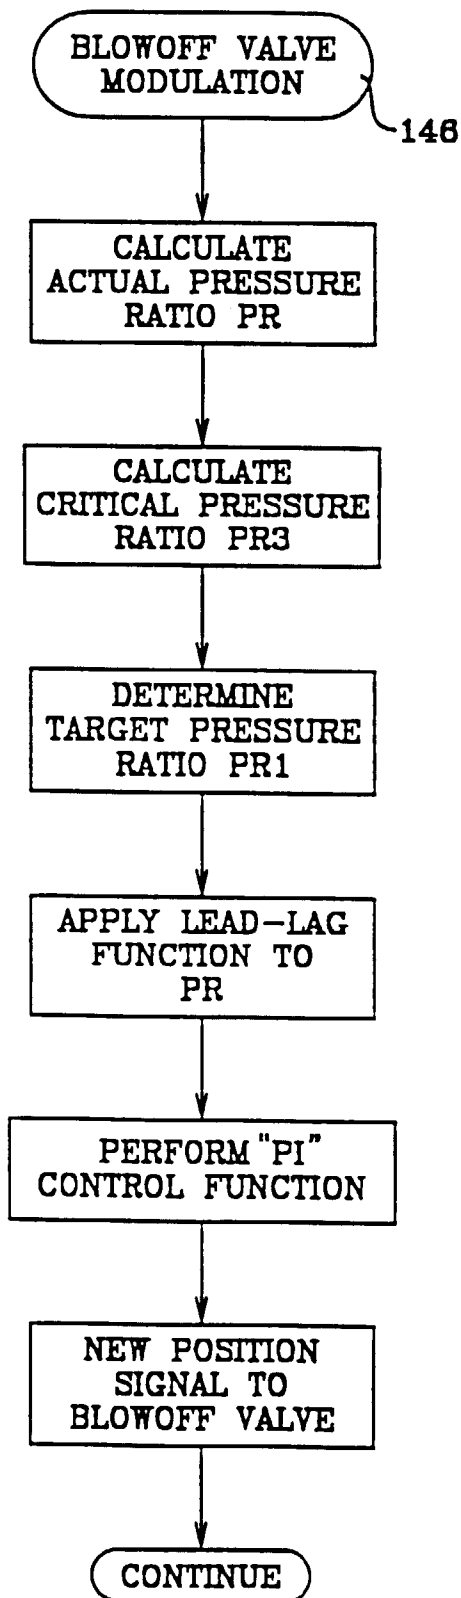 BLOWOFF VALVE
MODULATION
146
CALCULATE
ACTUAL PRESSURE
RATIO PR
CALCULATE
CRITICAL PRESSURE
RATIO PR3
DETERMINE
TARGET PRESSURE
RATIO PR1
APPLY LEAD-LAG
FUNCTION TO
PR
PERFORM "PI"
CONTROL FUNCTION
NEW POSITION
SIGNAL TO
BLOWOFF VALVE
CONTINUE